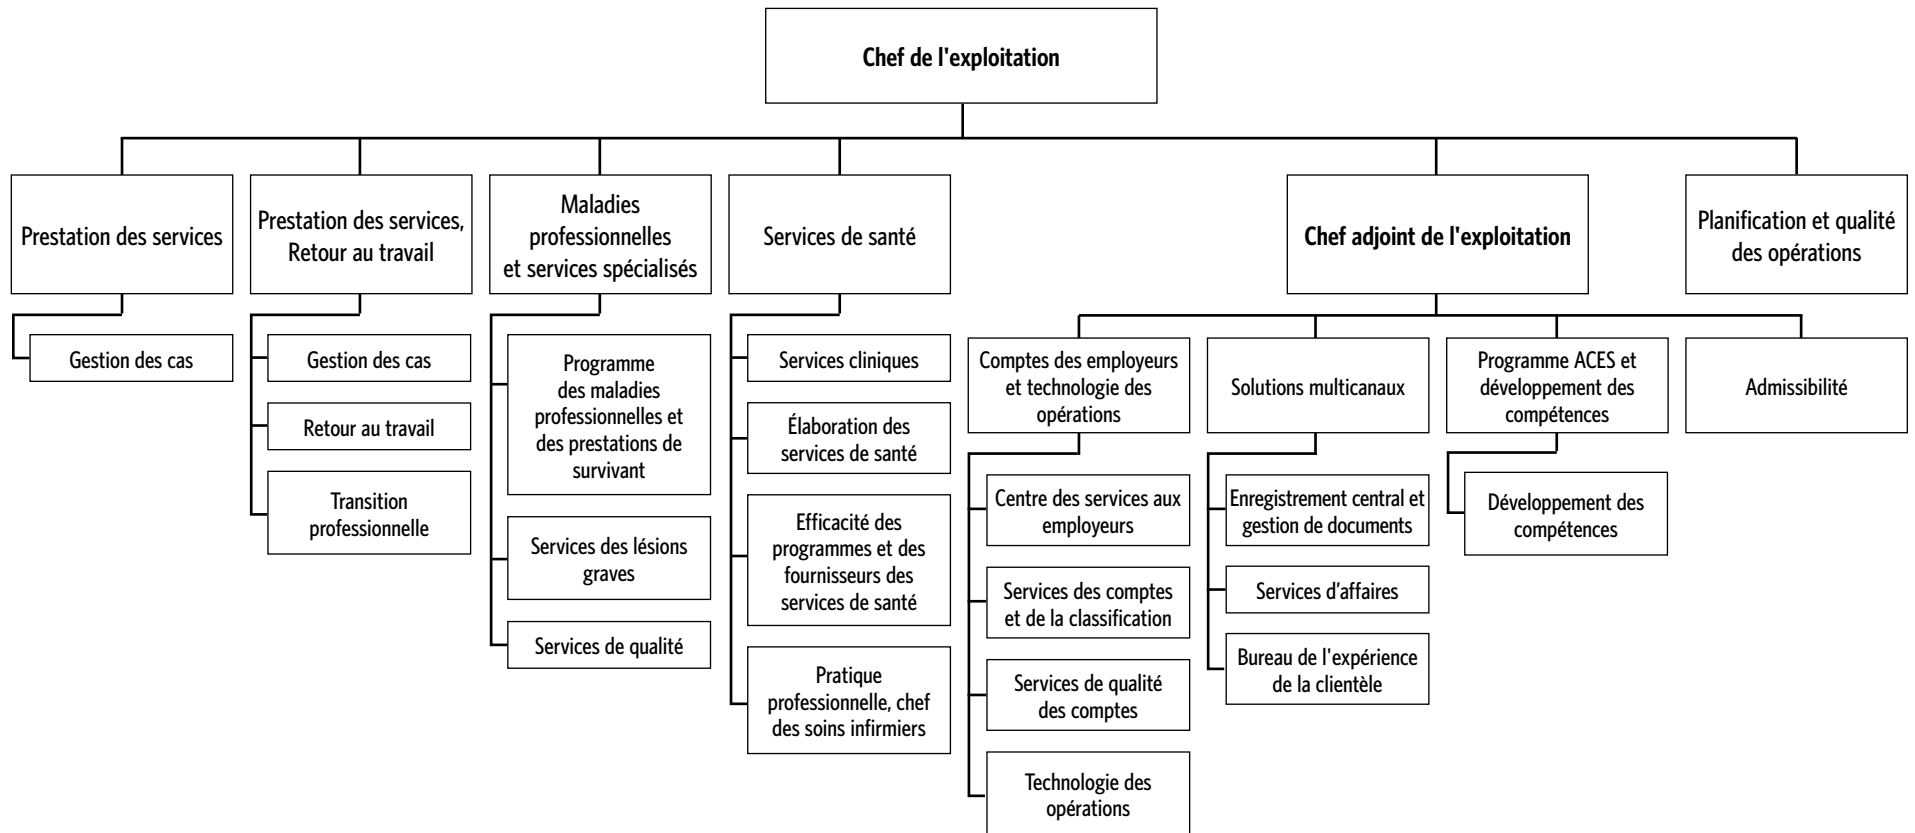 Chef de l'exploitation
Prestation des services
Prestation des services,
Retour au travail
Maladies
professionnelles
et services spécialisés
Services de santé
Chef adjoint de l'exploitation
Planification et qualité
des opérations
Gestion des cas
Gestion des cas
Retour au travail
Transition
professionnelle
Programme
des maladies
professionnelles et
des prestations de
survivant
Services des lésions
graves
Services de qualité
Services cliniques
Élaboration des
services de santé
Efficacité des
programmes et des
fournisseurs des
services de santé
Pratique
professionnelle, chef
des soins infirmiers
Comptes des employeurs
et technologie des
opérations
Centre des services aux
employeurs
Services des comptes
et de la classification
Services de qualité
des comptes
Technologie des
opérations
Solutions multicanaux
Enregistrement central et
gestion de documents
Services d’affaires
Bureau de l'expérience
de la clientèle
Programme ACES et
développement des
compétences
Développement des
compétences
Admissibilité